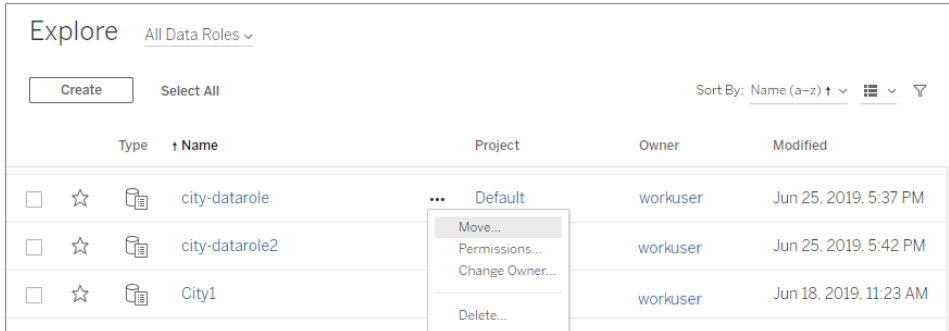 Explore All Data Roles
Create Select All Sort By: Name (a–z) ↑
Type ↑ Name Project Owner Modified
city-datarole ••• Default workuser Jun 25, 2019, 5:37 PM
Move...
city-datarole2 Permissions... workuser Jun 25, 2019, 5:42 PM
Change Owner...
City1 workuser Jun 18, 2019, 11:23 AM
Delete...